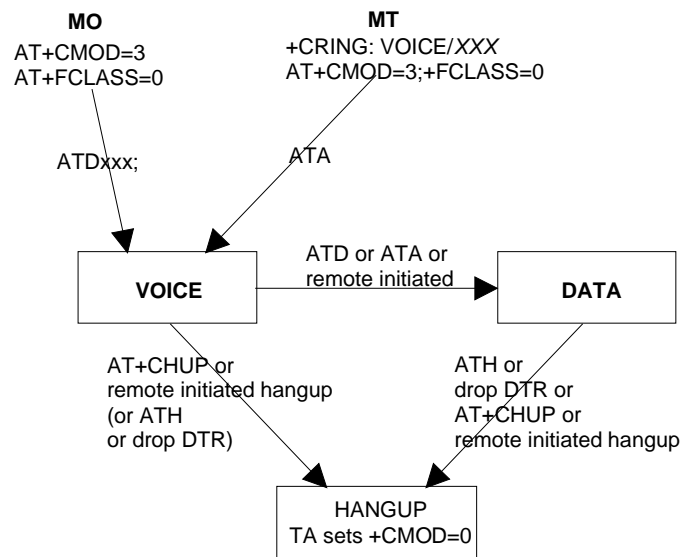 MO
AT+CMOD=3
AT+FCLASS=0
MT
+CRING: VOICE/XXX
AT+CMOD=3;+FCLASS=0
ATDxxx;
ATA
VOICE
ATD or ATA or
remote initiated
DATA
AT+CHUP or
remote initiated hangup
(or ATH
or drop DTR)
ATH or
drop DTR or
AT+CHUP or
remote initiated hangup
HANGUP
TA sets +CMOD=0